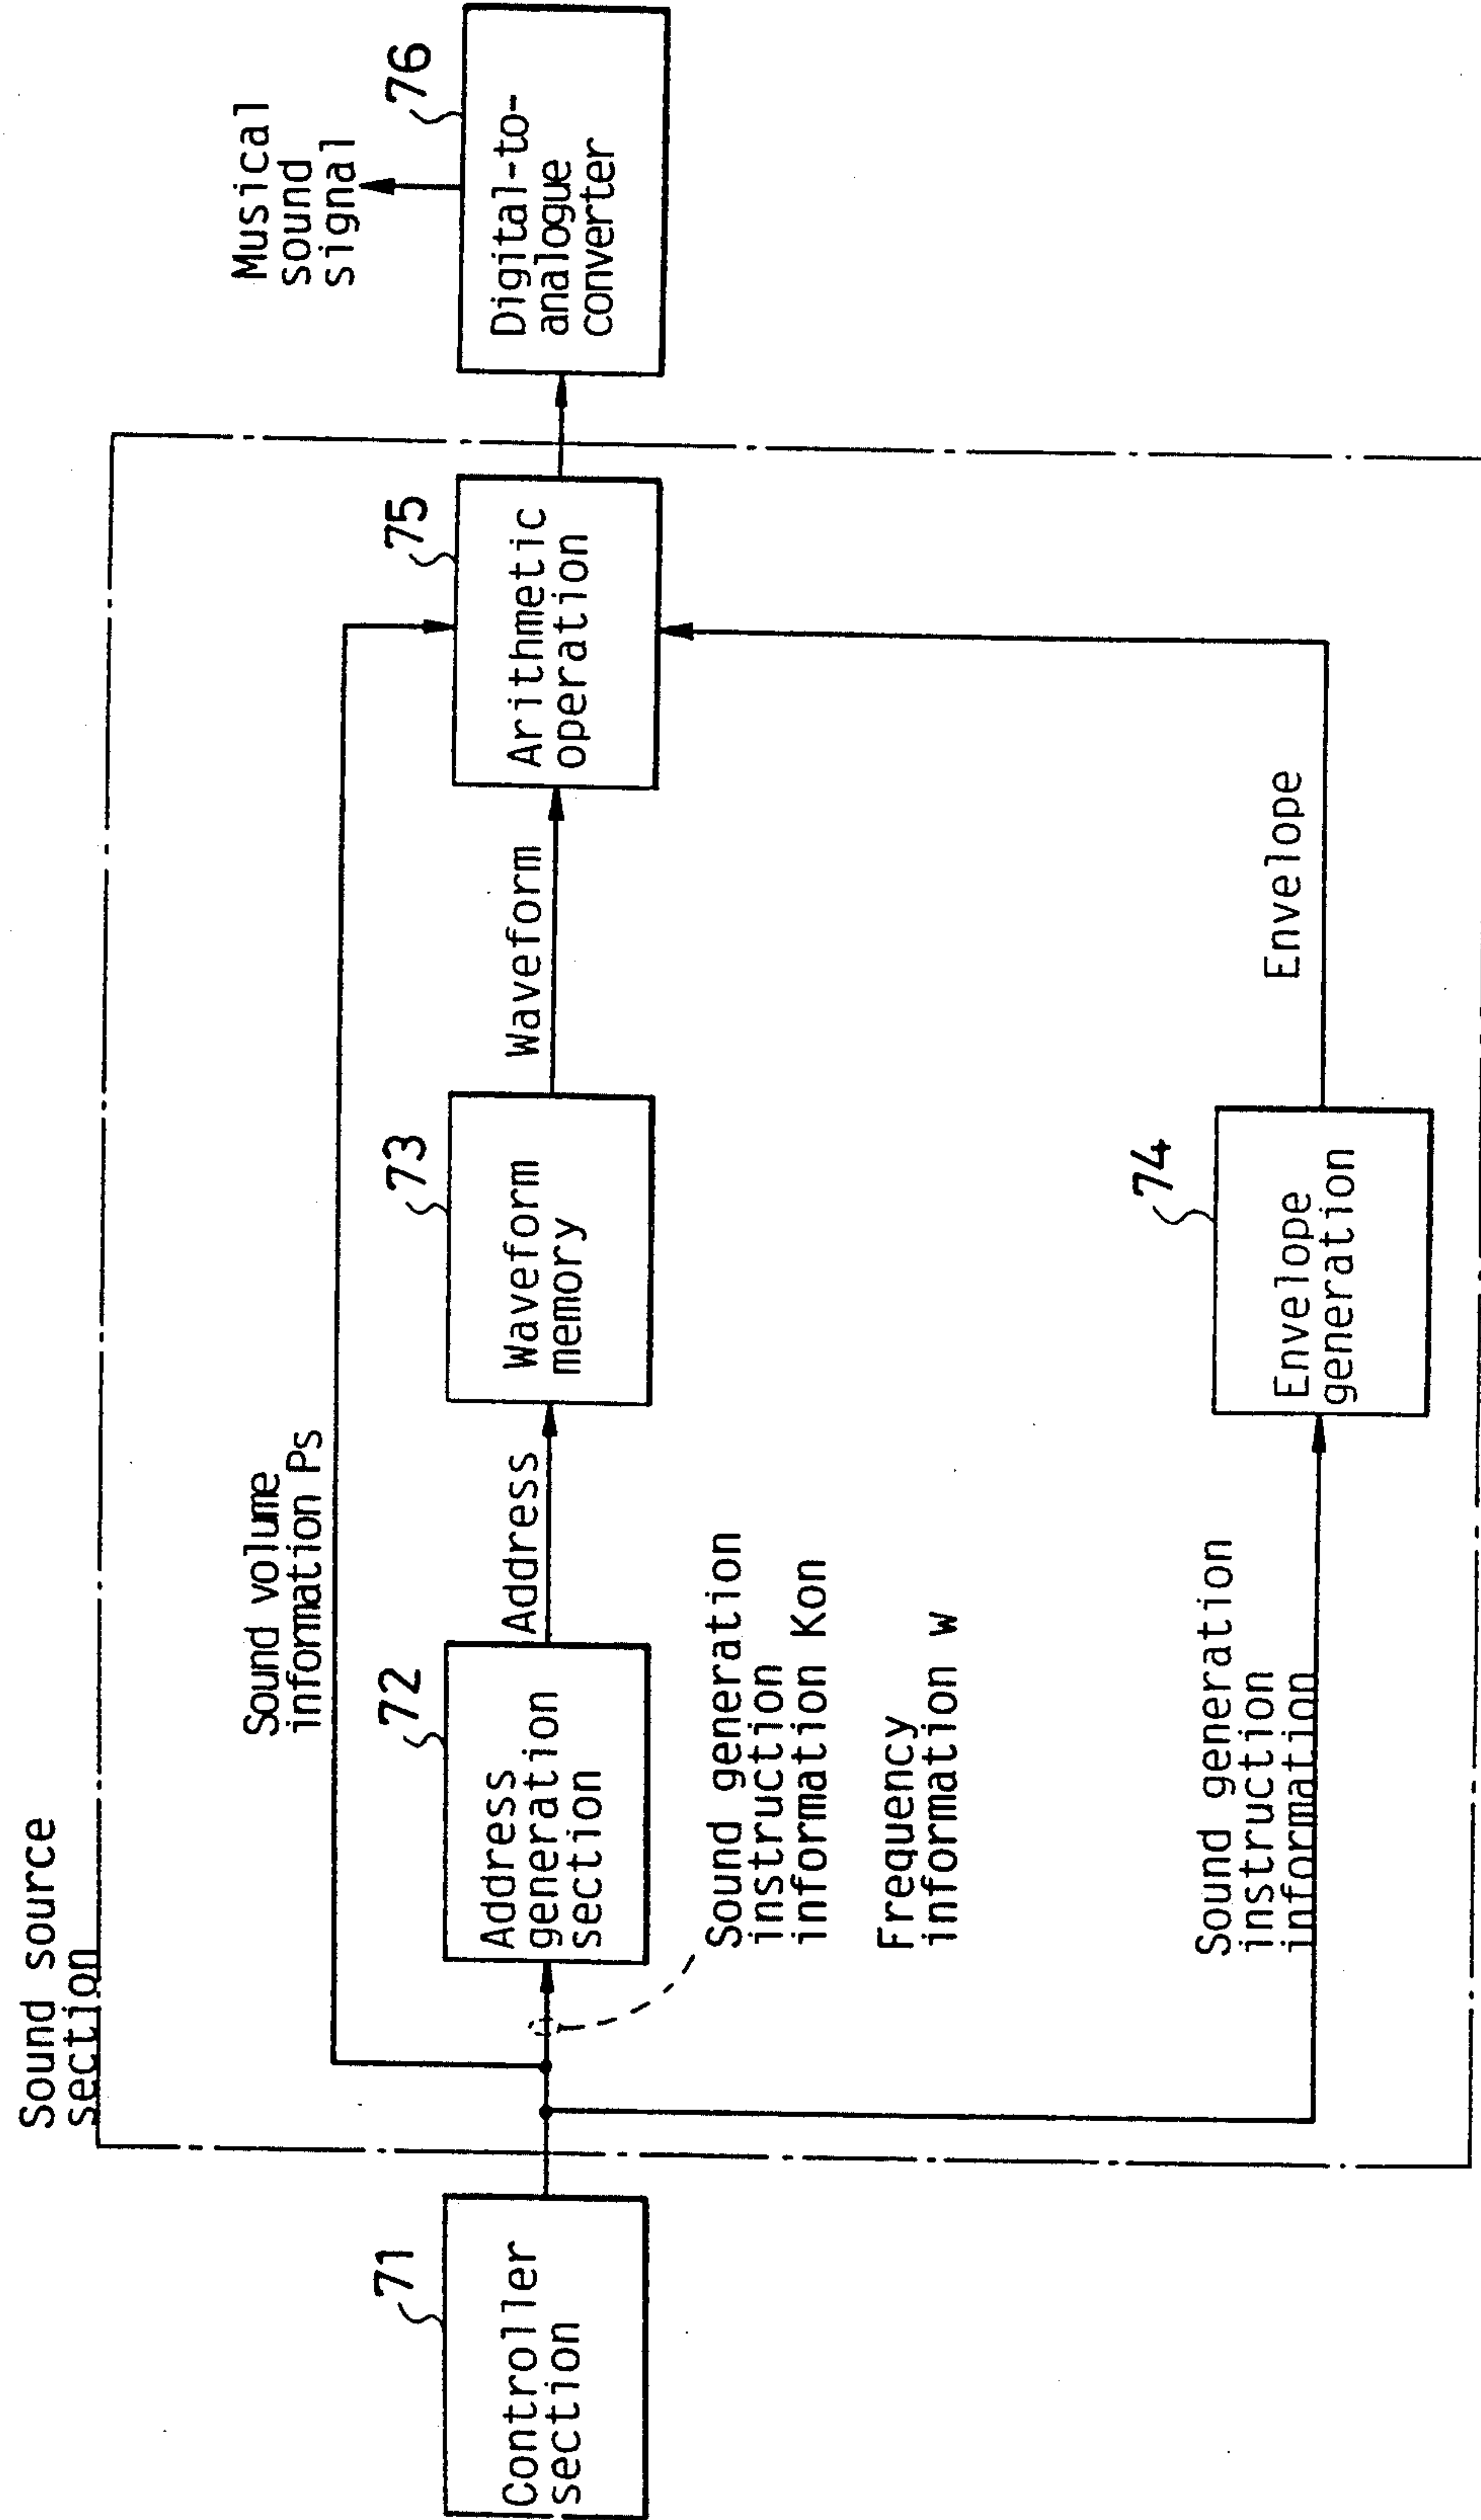 Sound source
section
71
Controller
section
Sound volume
information Ps
72
Address
generation
section
Address
Sound generation
instruction
information Kon
Frequency
information w
Sound generation
instruction
information
73
Waveform
memory
Waveform
74
Envelope
generation
Envelope
75
Arithmetic
operation
76
Digital-to-
analogue
converter
Musical
sound
signal